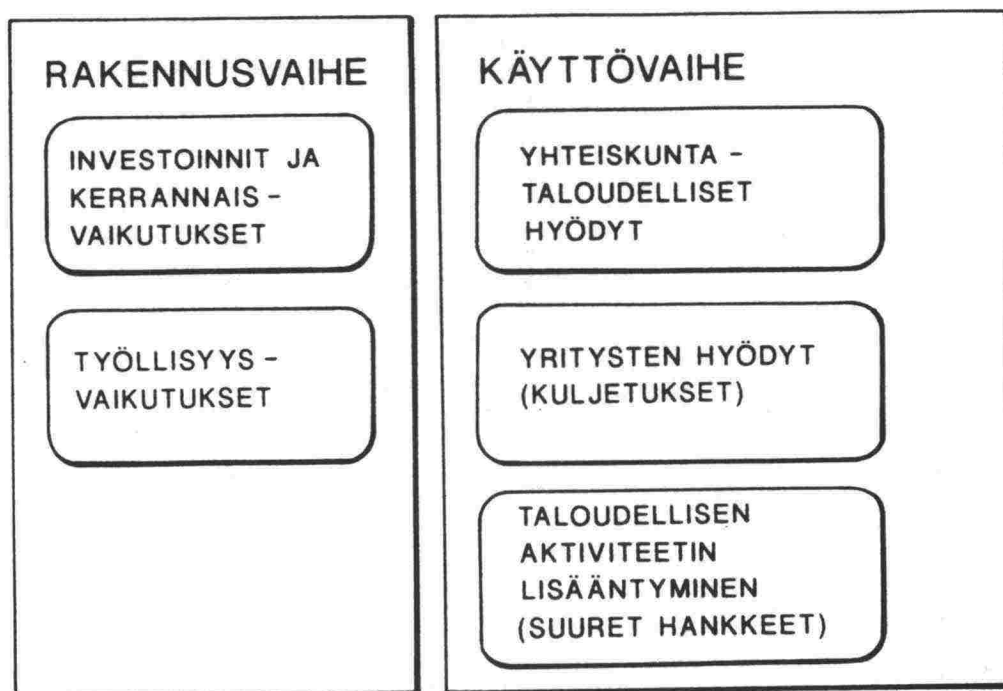 RAKENNUSVAIHE
INVESTOINNIT JA
KERRANNAIS-
VAIKUTUKSET
TYÖLLISYYS-
VAIKUTUKSET
KÄYTTÖVAIHE
YHTEISKUNTA-
TALOUDELLISET
HYÖDYT
YRITYSTEN HYÖDYT
(KULJETUKSET)
TALOUDELLISEN
AKTIVITEETIN
LISÄÄNTYMINEN
(SUURET HANKKEET)